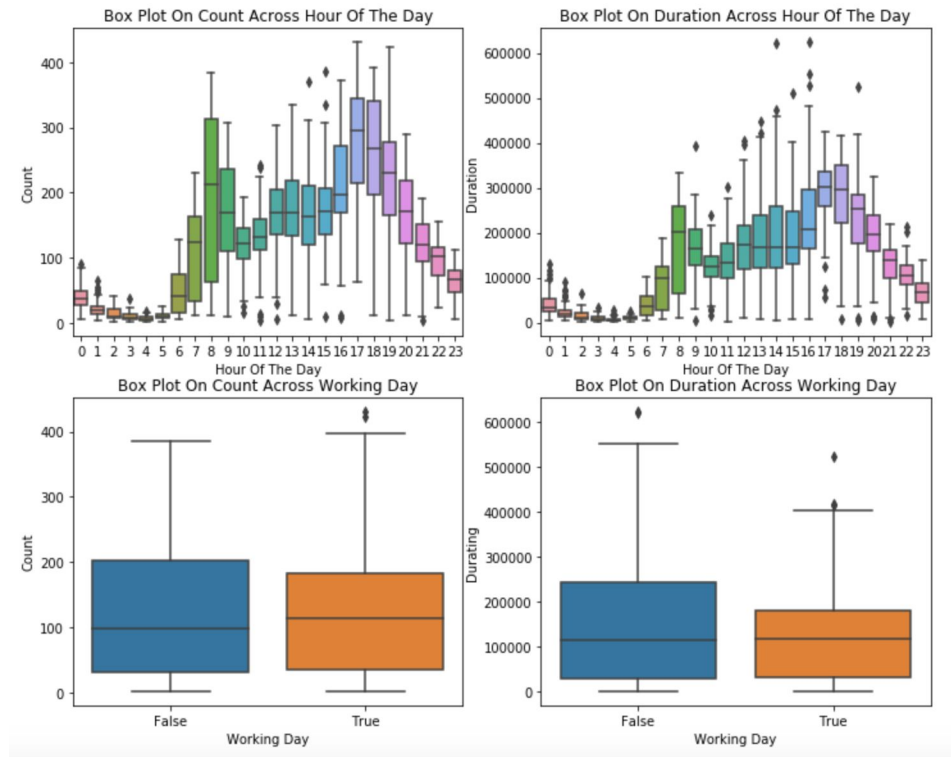 Box Plot On Count Across Hour Of The Day
Count
400
300
200
100
0
0 1 2 3 4 5 6 7 8 9 10 11 12 13 14 15 16 17 18 19 20 21 22 23
Hour Of The Day
Box Plot On Duration Across Hour Of The Day
Duration
600000
500000
400000
300000
200000
100000
0
0 1 2 3 4 5 6 7 8 9 10 11 12 13 14 15 16 17 18 19 20 21 22 23
Hour Of The Day
Box Plot On Count Across Working Day
Count
400
300
200
100
0
False True
Working Day
Box Plot On Duration Across Working Day
Durating
600000
500000
400000
300000
200000
100000
0
False True
Working Day